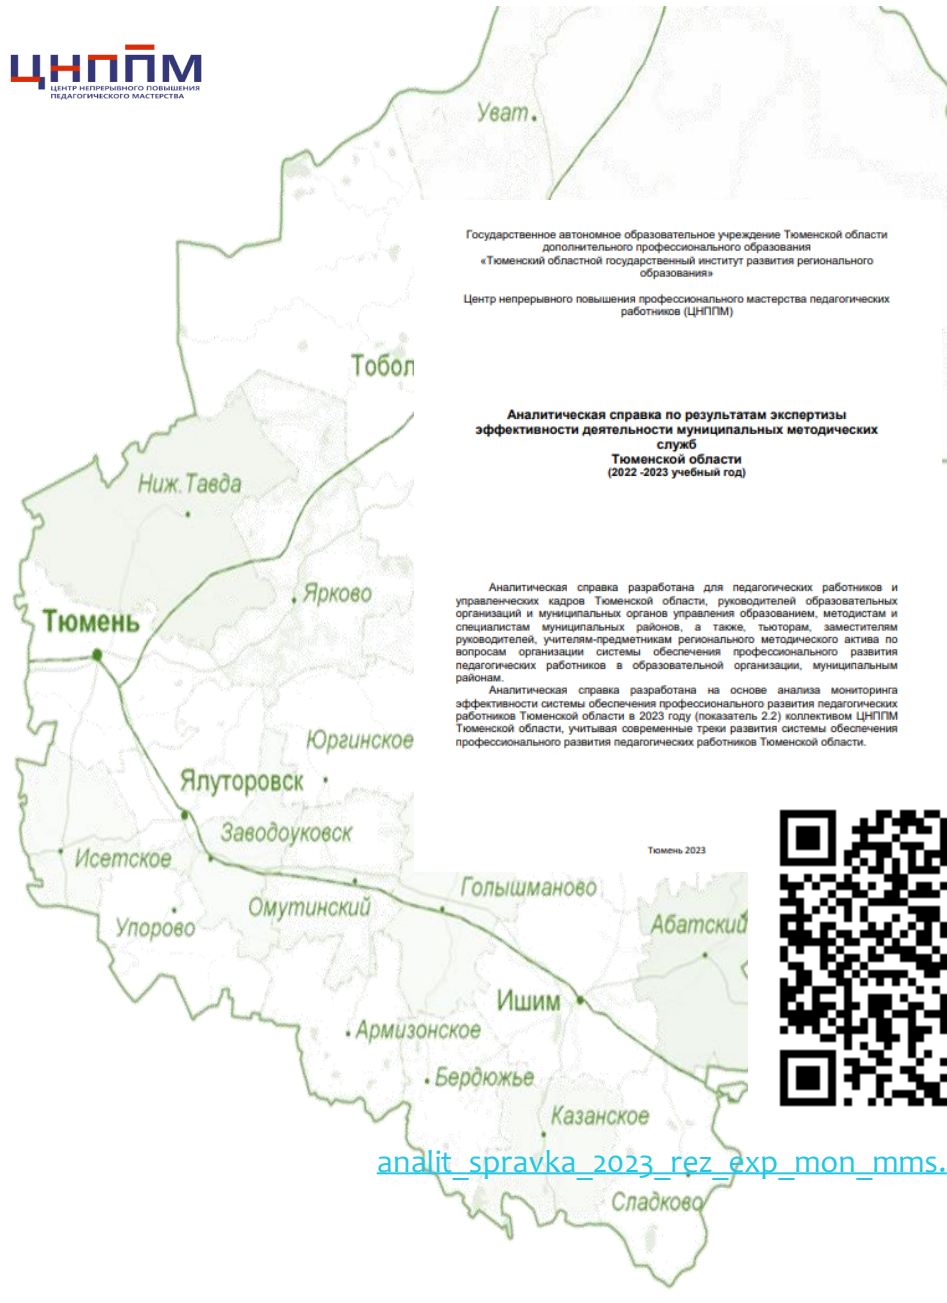 ЦНППМ
ЦЕНТР НЕПРЕРЫВНОГО ПОВЫШЕНИЯ
ПЕДАГОГИЧЕСКОГО МАСТЕРСТВА
Уват
Государственное автономное образовательное учреждение Тюменской области
дополнительного профессионального образования
«Тюменский областной государственный институт развития регионального
образования»
Центр непрерывного повышения профессионального мастерства педагогических
работников (ЦНППМ)
Тобол
Аналитическая справка по результатам экспертизы
эффективности деятельности муниципальных методических
служб
Тюменской области
(2022 -2023 учебный год)
Ниж.Тавда
Ярково
Тюмень
Аналитическая справка разработана для педагогических работников и
управленческих кадров Тюменской области, руководителей образовательных
организаций и муниципальных органов управления образованием, методистам и
специалистам муниципальных районов, а также, тьюторам, заместителям
руководителей, учителям-предметникам регионального методического актива по
вопросам организации системы обеспечения профессионального развития
педагогических работников в образовательной организации, муниципальным
районам.
Аналитическая справка разработана на основе анализа мониторинга
эффективности системы обеспечения профессионального развития педагогических
работников Тюменской области в 2023 году (показатель 2.2) коллективом ЦНППМ
Тюменской области, учитывая современные треки развития системы обеспечения
профессионального развития педагогических работников Тюменской области.
Юргинское
Ялуторовск
Заводоуковск
Тюмень 2023
Исетское
Голышманово
Омутинский
Упорово
Абатский
Ишим
Армизонское
Бердюжье
Казанское
analit_spravka_2023_rez_exp_mon_mms.
Сладково